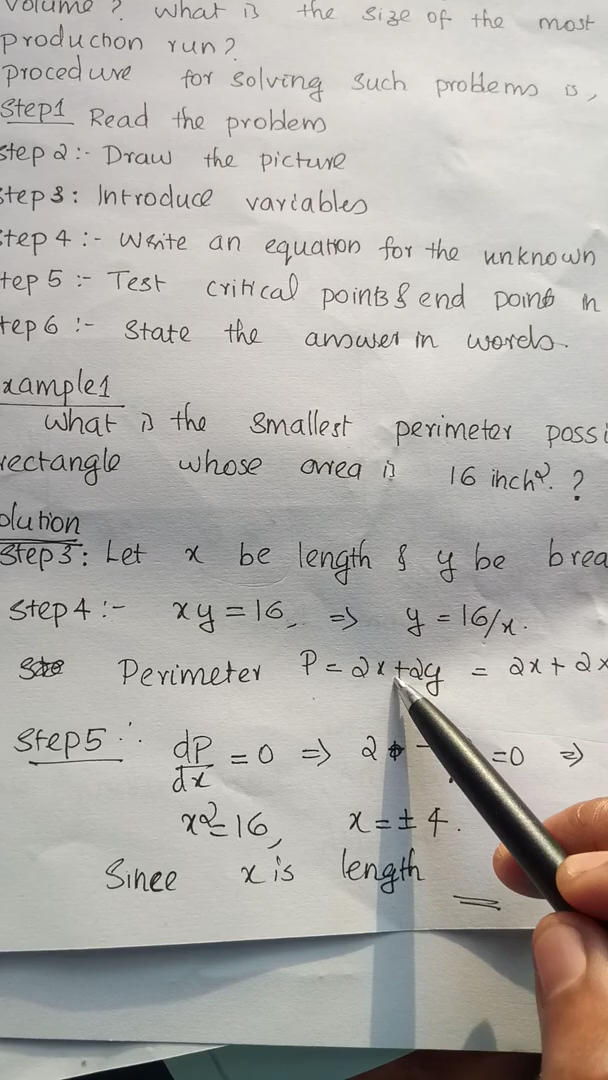 volume? What is the size of the most
production run?
procedure for solving such problems is,
Step1 Read the problem
step 2:- Draw the picture
step 3: Introduce variables
step 4:- Write an equation for the unknown
tep 5:- Test critical points & end points in
tep 6:- State the answer in words.
xample1
What is the smallest perimeter possi
rectangle whose area is 16 inch². ?
olution
Step3: Let x be length & y be brea
Step 4:- xy = 16, => y = 16/x.
Perimeter P = 2x+2y = 2x + 2x
Step5 ∴ dP/dx = 0 => 2 - =0 =>
x²=16, x = ± 4.
Since x is length